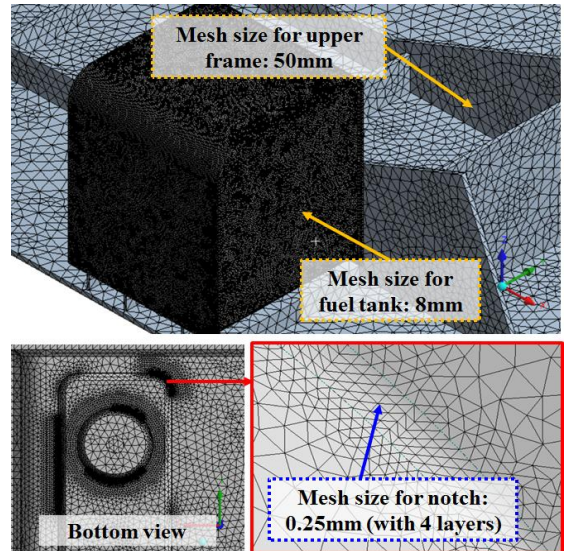 Mesh size for upper
frame: 50mm
Mesh size for
fuel tank: 8mm
Bottom view
Mesh size for notch:
0.25mm (with 4 layers)